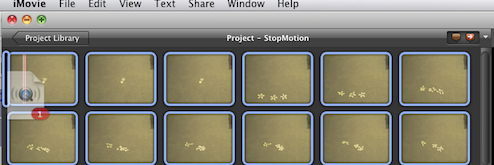 iMovie File Edit View Text Share Window Help
Project Library Project - StopMotion
1